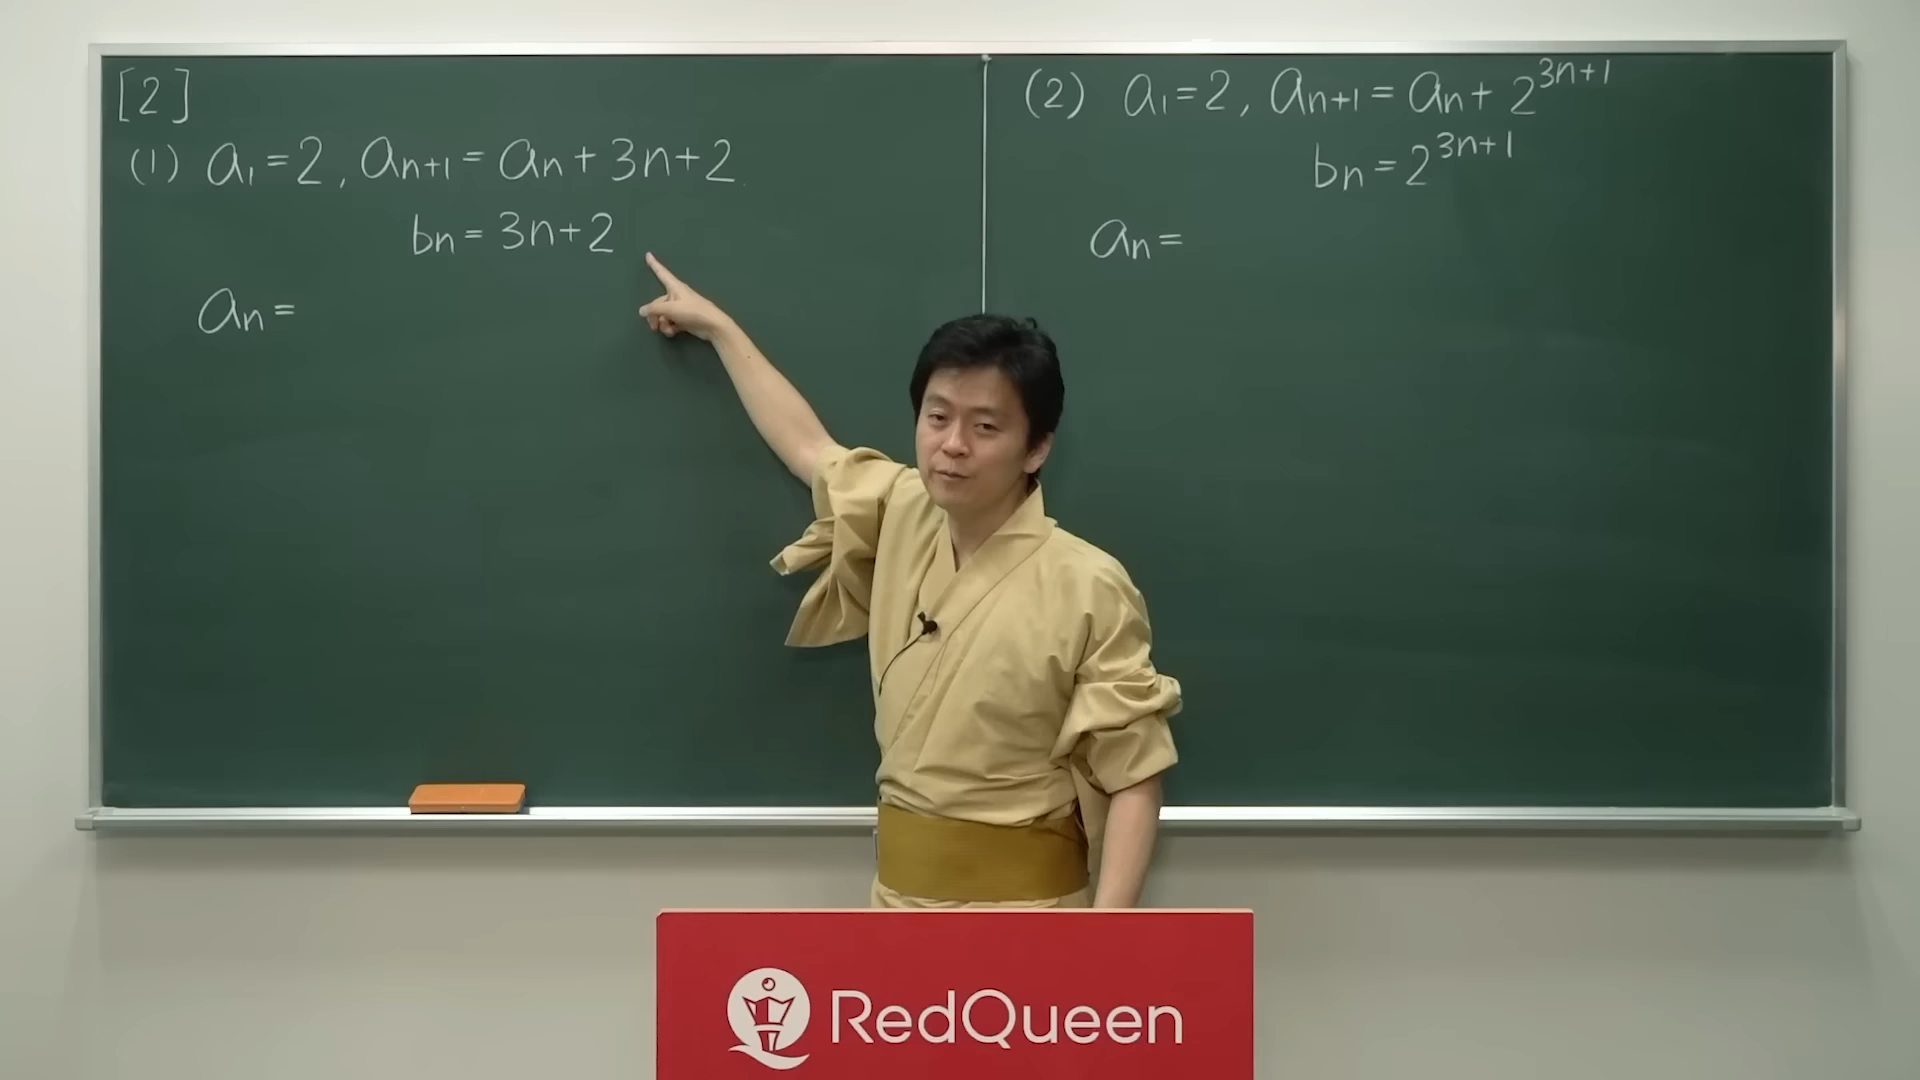 [2]
(1) a₁=2, aₙ₊₁=aₙ+3n+2
bₙ=3n+2
aₙ=
(2) a₁=2, aₙ₊₁=aₙ+2³ⁿ⁺¹
bₙ=2³ⁿ⁺¹
aₙ=
RedQueen